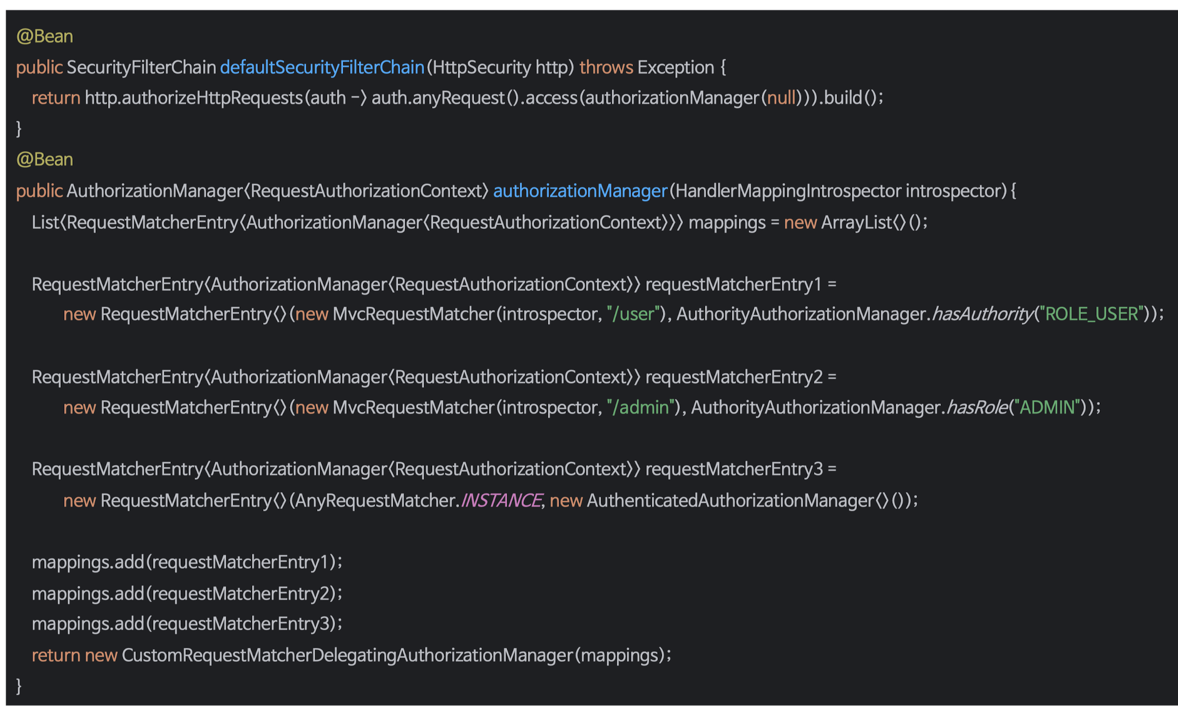 @Bean
public SecurityFilterChain defaultSecurityFilterChain(HttpSecurity http) throws Exception {
return http.authorizeHttpRequests(auth -> auth.anyRequest().access(authorizationManager(null))).build();
}
@Bean
public AuthorizationManager<RequestAuthorizationContext> authorizationManager(HandlerMappingIntrospector introspector) {
List<RequestMatcherEntry<AuthorizationManager<RequestAuthorizationContext>>> mappings = new ArrayList<>();
RequestMatcherEntry<AuthorizationManager<RequestAuthorizationContext>> requestMatcherEntry1 =
new RequestMatcherEntry<>(new MvcRequestMatcher(introspector, "/user"), AuthorityAuthorizationManager.hasAuthority("ROLE_USER"));
RequestMatcherEntry<AuthorizationManager<RequestAuthorizationContext>> requestMatcherEntry2 =
new RequestMatcherEntry<>(new MvcRequestMatcher(introspector, "/admin"), AuthorityAuthorizationManager.hasRole("ADMIN"));
RequestMatcherEntry<AuthorizationManager<RequestAuthorizationContext>> requestMatcherEntry3 =
new RequestMatcherEntry<>(AnyRequestMatcher.INSTANCE, new AuthenticatedAuthorizationManager<>());
mappings.add(requestMatcherEntry1);
mappings.add(requestMatcherEntry2);
mappings.add(requestMatcherEntry3);
return new CustomRequestMatcherDelegatingAuthorizationManager(mappings);
}